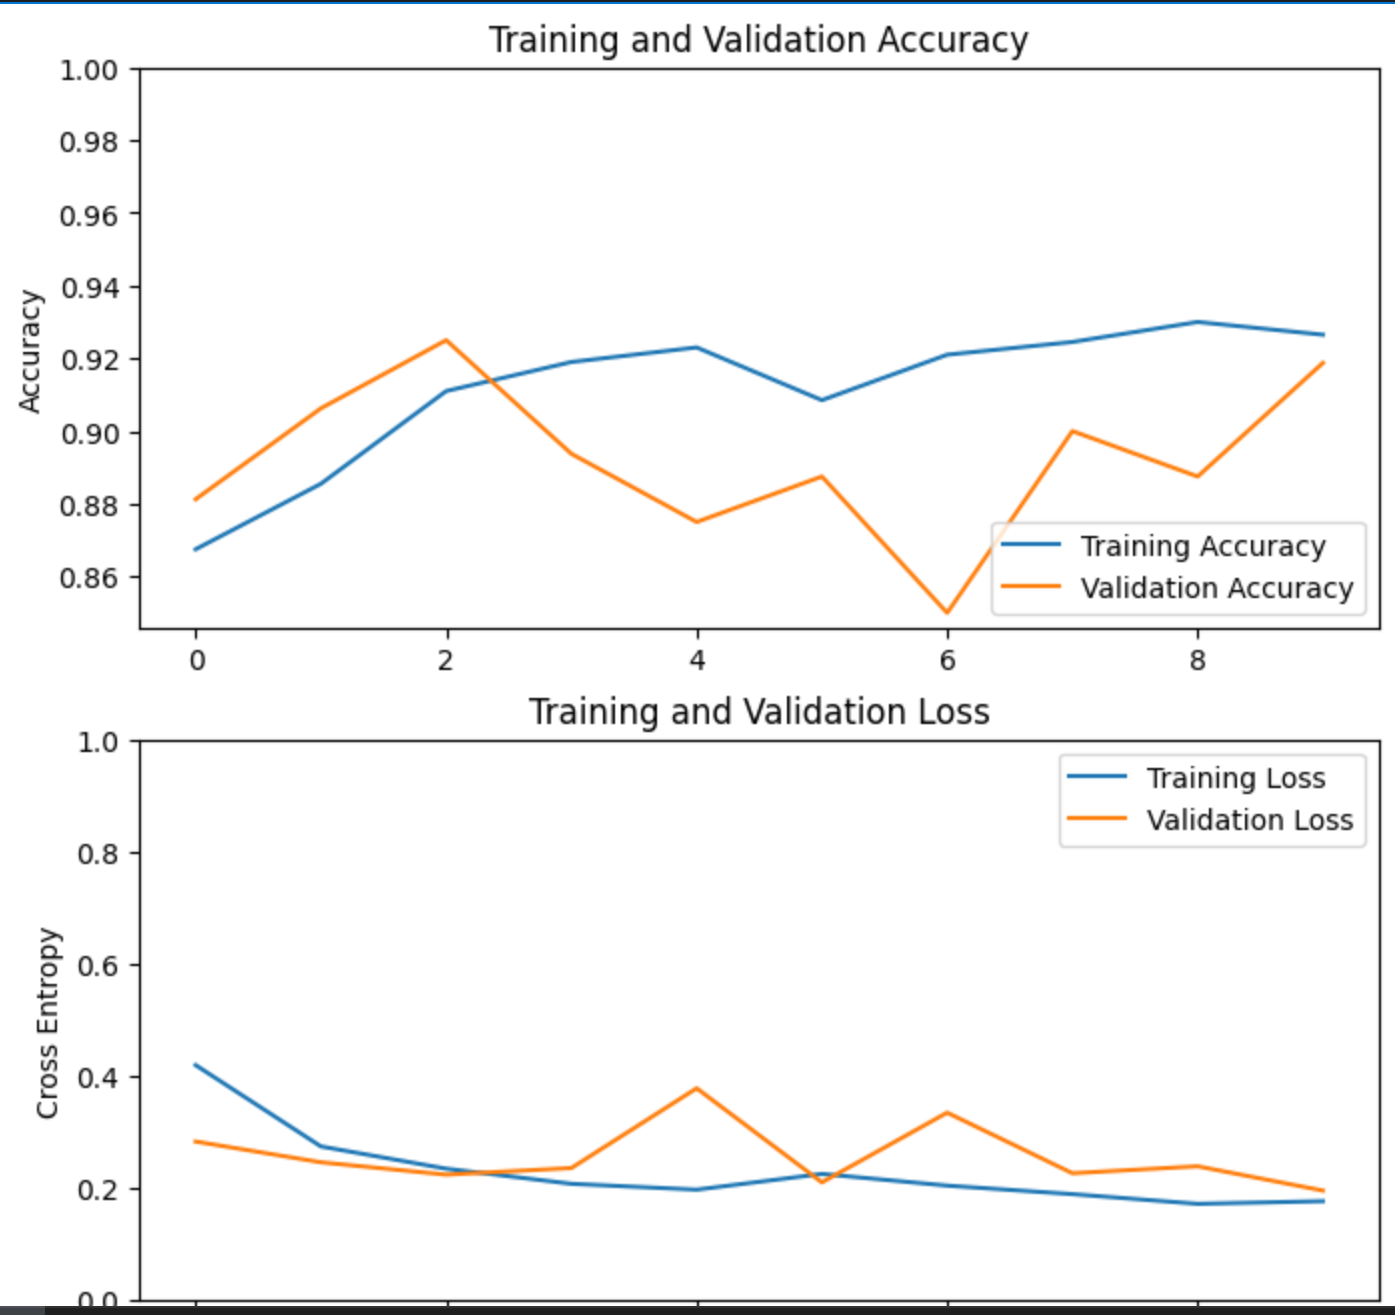 Training and Validation Accuracy
1.00
0.98
0.96
0.94
0.92
0.90
0.88
0.86
Accuracy
Training Accuracy
Validation Accuracy
0 2 4 6 8
Training and Validation Loss
1.0
0.8
0.6
0.4
0.2
0.0
Cross Entropy
Training Loss
Validation Loss